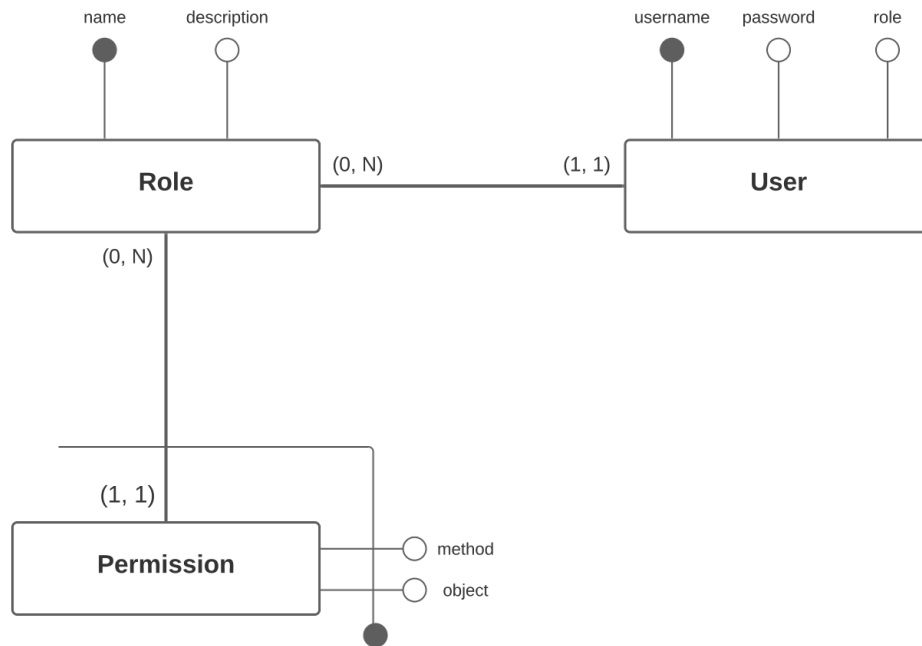 name
description
username
password
role
Role
(0, N)
(1, 1)
User
(0, N)
(1, 1)
Permission
method
object